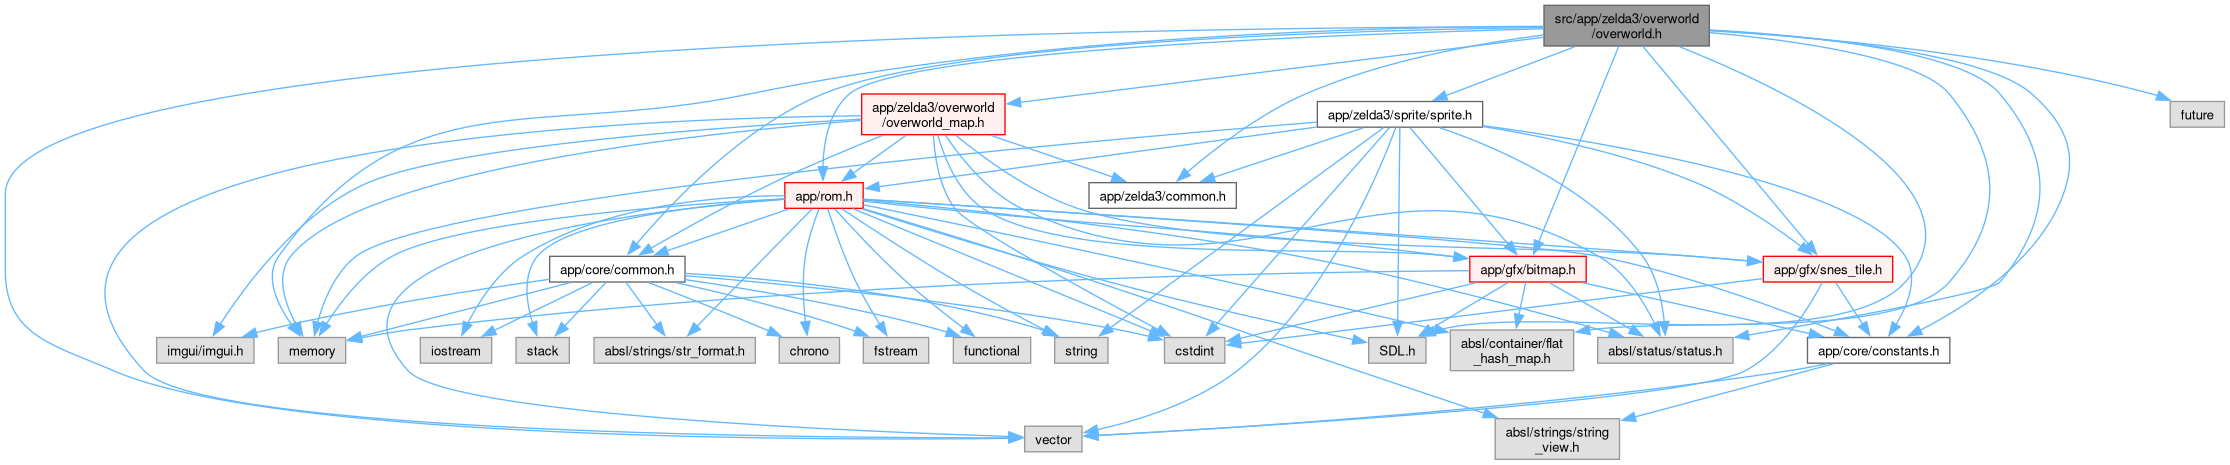 src/app/zelda3/overworld
/overworld.h
app/zelda3/overworld
/overworld_map.h
app/zelda3/sprite/sprite.h
future
app/rom.h
app/zelda3/common.h
app/core/common.h
app/gfx/bitmap.h
app/gfx/snes_tile.h
imgui/imgui.h
memory
iostream
stack
absl/strings/str_format.h
chrono
fstream
functional
string
cstdint
SDL.h
absl/container/flat
_hash_map.h
absl/status/status.h
app/core/constants.h
vector
absl/strings/string
_view.h